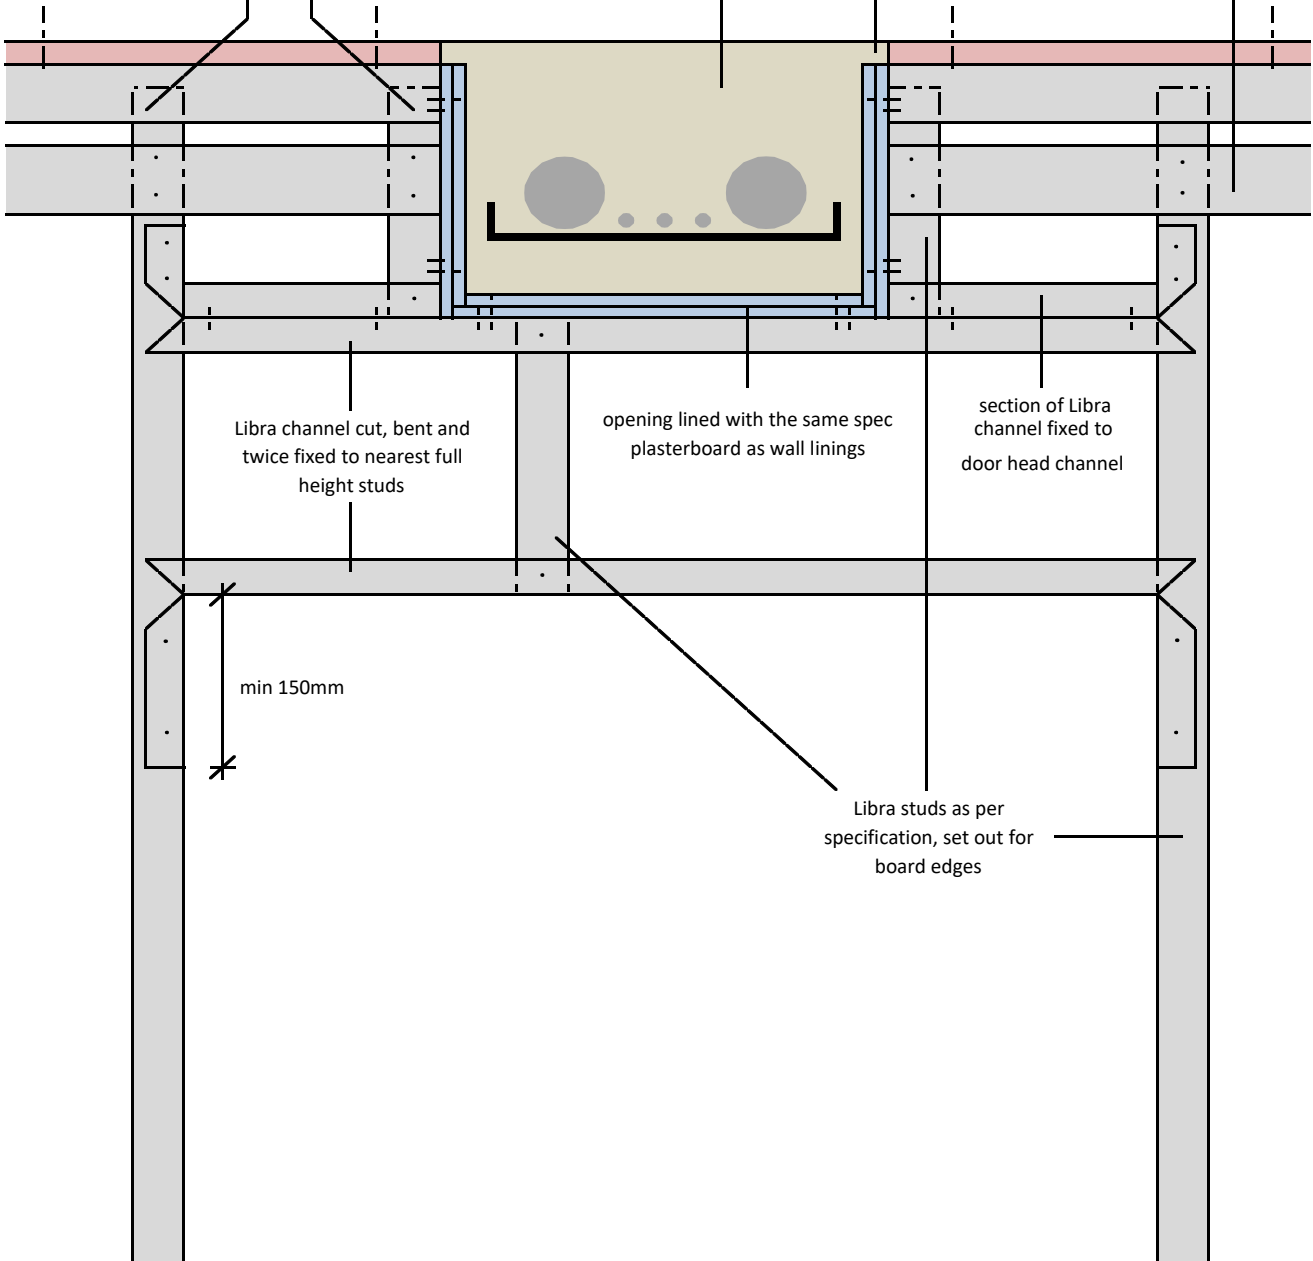 Libra channel cut, bent and
twice fixed to nearest full
height studs
opening lined with the same spec
plasterboard as wall linings
section of Libra
channel fixed to
door head channel
min 150mm
Libra studs as per
specification, set out for
board edges